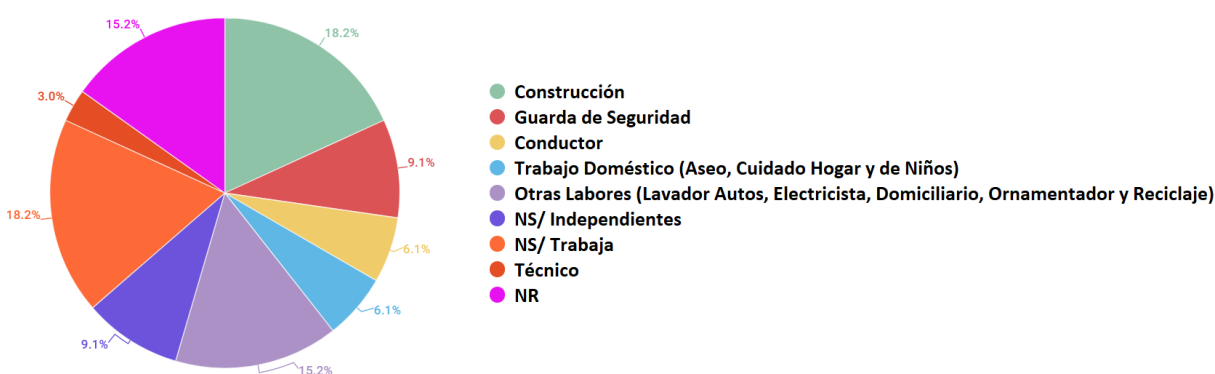 15.2%
18.2%
3.0%
9.1%
18.2%
6.1%
6.1%
9.1%
15.2%
Construcción
Guarda de Seguridad
Conductor
Trabajo Doméstico (Aseo, Cuidado Hogar y de Niños)
Otras Labores (Lavador Autos, Electricista, Domiciliario, Ornamentador y Reciclaje)
NS/ Independientes
NS/ Trabaja
Técnico
NR